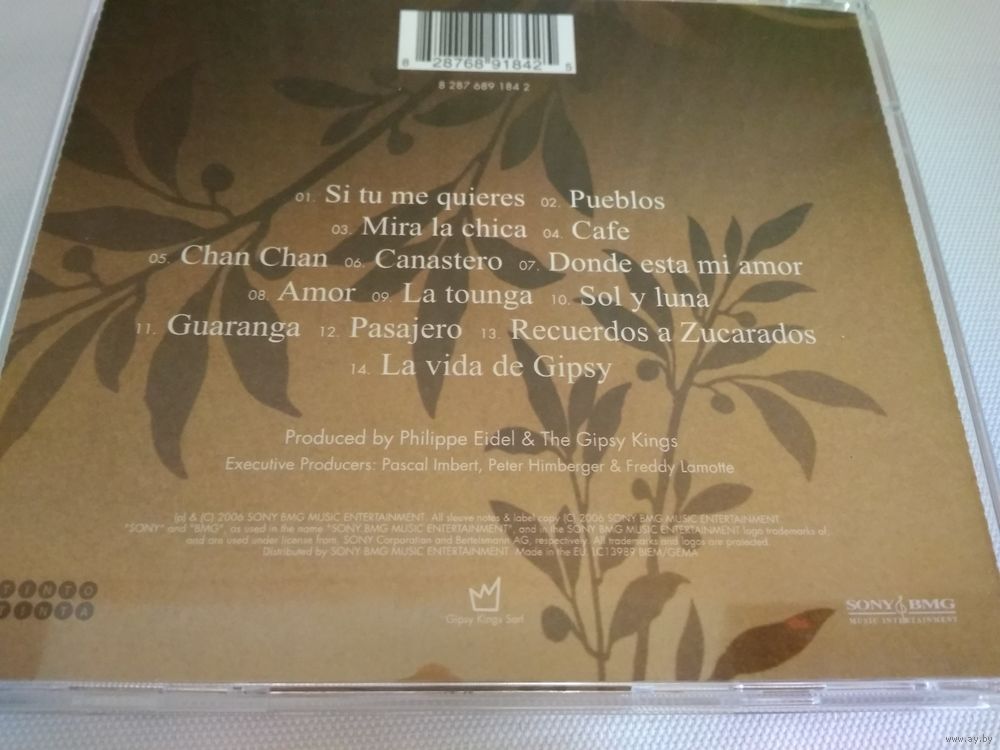 8 28768 91842 5
8 287 689 184 2
01. Si tu me quieres 02. Pueblos
03. Mira la chica 04. Cafe
05. Chan Chan 06. Canastero 07. Donde esta mi amor
08. Amor 09. La tounga 10. Sol y luna
11. Guaranga 12. Pasajero 13. Recuerdos a Zucarados
14. La vida de Gipsy
Produced by Philippe Eidel & The Gipsy Kings
Executive Producers: Pascal Imbert, Peter Himberger & Freddy Lamotte
(p) & (C) 2006 SONY BMG MUSIC ENTERTAINMENT. All sleeve notes & label copy (C) 2006 SONY BMG MUSIC ENTERTAINMENT.
"SONY" and "BMG", as used in the name "SONY BMG MUSIC ENTERTAINMENT", and in the SONY BMG MUSIC ENTERTAINMENT logo trademarks of,
and are used under license from, SONY Corporation and Bertelsmann AG, respectively. All trademarks and logos are protected.
Distributed by SONY BMG MUSIC ENTERTAINMENT. Made in the EU. LC13989 BIEM/GEMA
TINTO
TINTA
Gipsy Kings Sarl
SONY BMG
MUSIC ENTERTAINMENT
www.ay.by